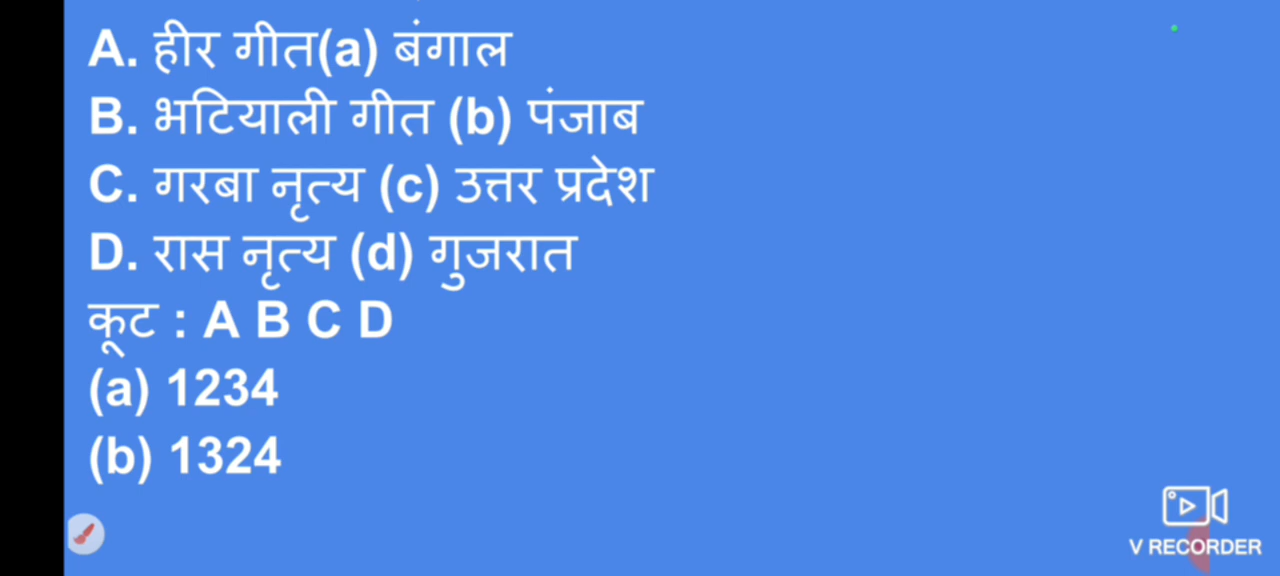 A. हीर गीत(a) बंगाल
B. भटियाली गीत (b) पंजाब
C. गरबा नृत्य (c) उत्तर प्रदेश
D. रास नृत्य (d) गुजरात
कूट : A B C D
(a) 1234
(b) 1324
V RECORDER